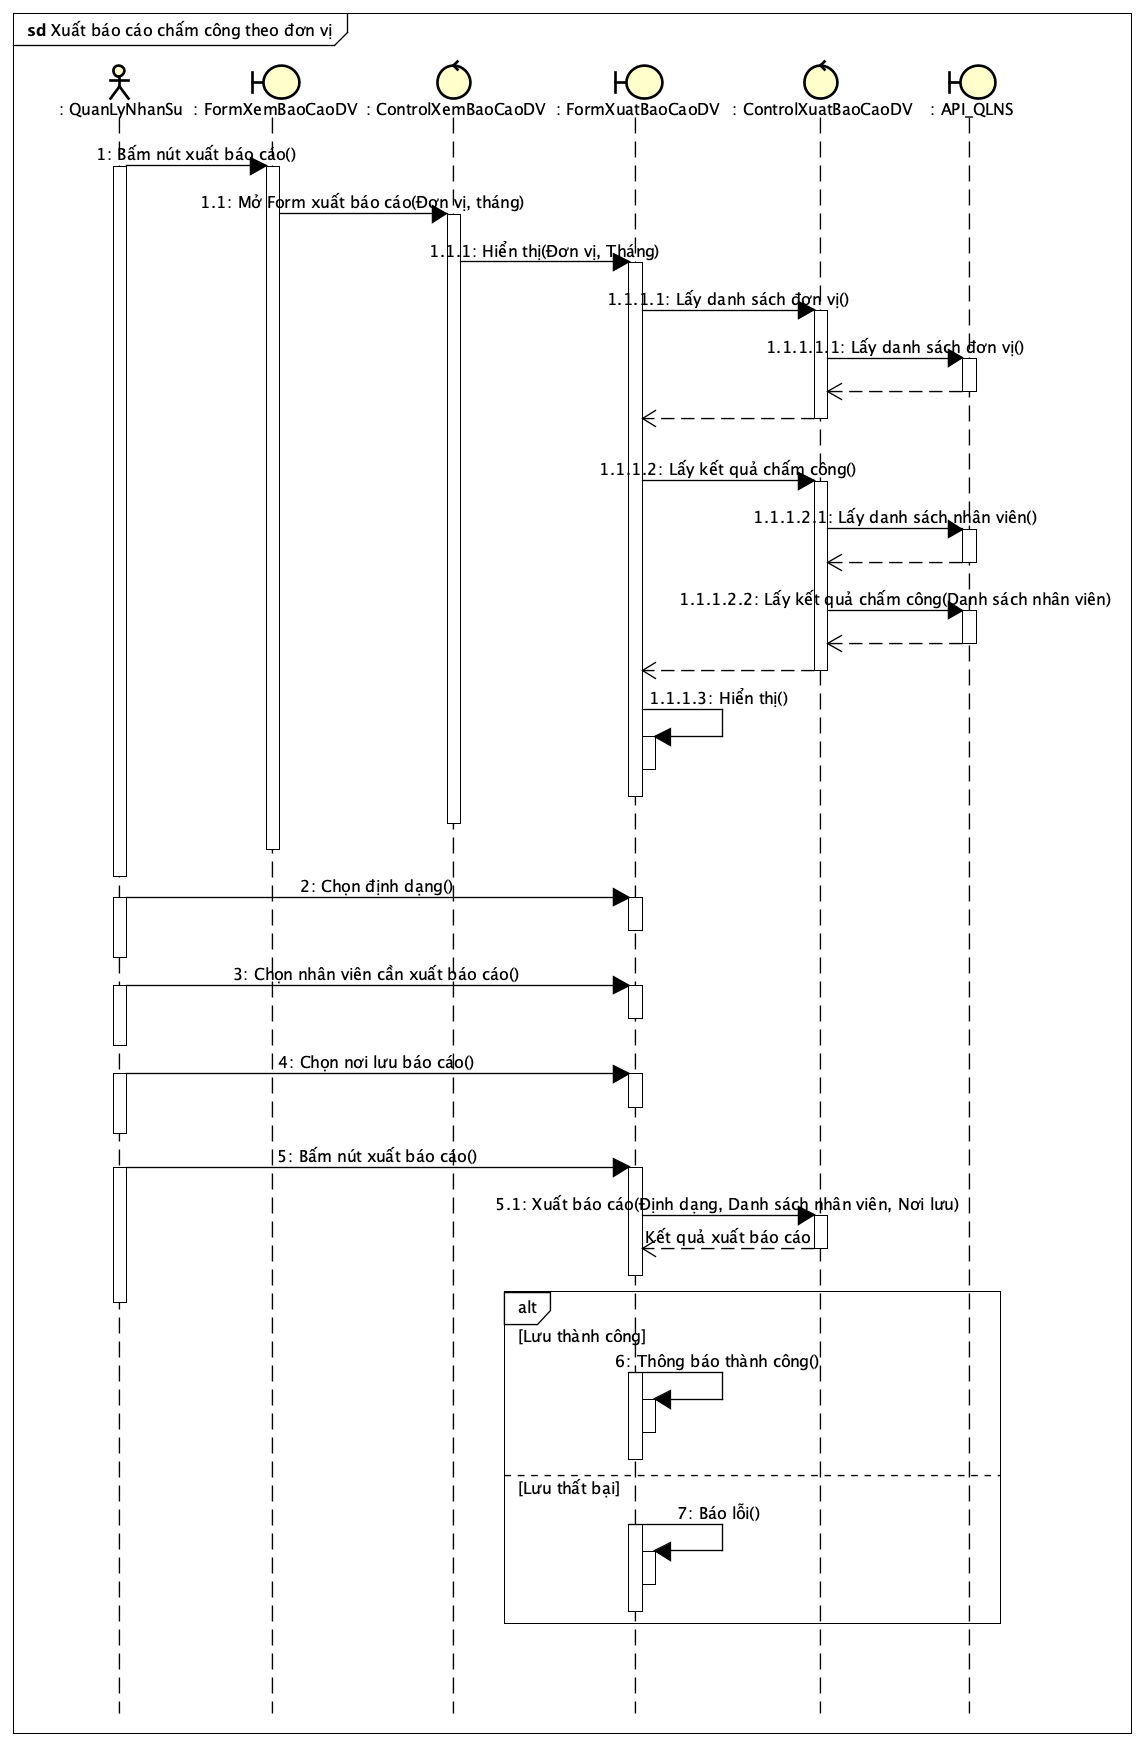 sd Xuất báo cáo chấm công theo đơn vị
: QuanLyNhanSu
: FormXemBaoCaoDV
: ControlXemBaoCaoDV
: FormXuatBaoCaoDV
: ControlXuatBaoCaoDV
: API_QLNS
1: Bấm nút xuất báo cáo()
1.1: Mở Form xuất báo cáo(Đơn vị, tháng)
1.1.1: Hiển thị(Đơn vị, Tháng)
1.1.1.1: Lấy danh sách đơn vị()
1.1.1.1.1: Lấy danh sách đơn vị()
1.1.1.2: Lấy kết quả chấm công()
1.1.1.2.1: Lấy danh sách nhân viên()
1.1.1.2.2: Lấy kết quả chấm công(Danh sách nhân viên)
1.1.1.3: Hiển thị()
2: Chọn định dạng()
3: Chọn nhân viên cần xuất báo cáo()
4: Chọn nơi lưu báo cáo()
5: Bấm nút xuất báo cáo()
5.1: Xuất báo cáo(Định dạng, Danh sách nhân viên, Nơi lưu)
Kết quả xuất báo cáo
alt
[Lưu thành công]
6: Thông báo thành công()
[Lưu thất bại]
7: Báo lỗi()